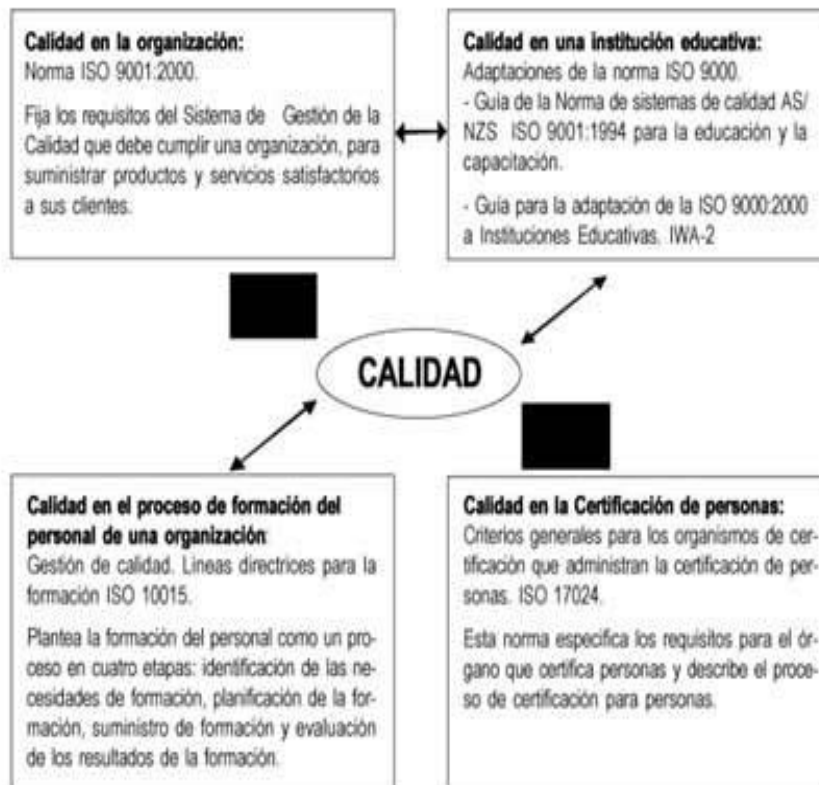 Calidad en la organización:
Norma ISO 9001:2000.
Fija los requisitos del Sistema de Gestión de la
Calidad que debe cumplir una organización, para
suministrar productos y servicios satisfactorios
a sus clientes.
Calidad en una institución educativa:
Adaptaciones de la norma ISO 9000.
- Guía de la Norma de sistemas de calidad AS/
NZS ISO 9001:1994 para la educación y la
capacitación.
- Guía para la adaptación de la ISO 9000:2000
a Instituciones Educativas. IWA-2
CALIDAD
Calidad en el proceso de formación del
personal de una organización
Gestión de calidad. Líneas directrices para la
formación ISO 10015.
Plantea la formación del personal como un pro-
ceso en cuatro etapas: identificación de las ne-
cesidades de formación, planificación de la for-
mación, suministro de formación y evaluación
de los resultados de la formación.
Calidad en la Certificación de personas:
Criterios generales para los organismos de cer-
tificación que administran la certificación de per-
sonas. ISO 17024.
Esta norma especifica los requisitos para el ór-
gano que certifica personas y describe el proce-
so de certificación para personas.